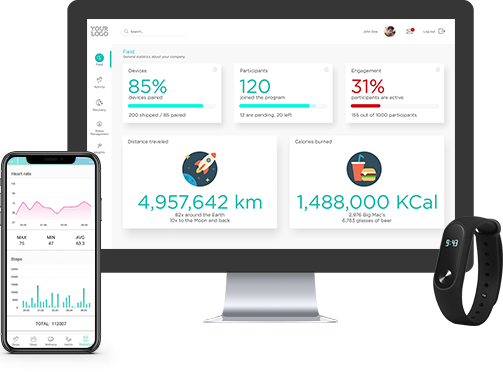 YOUR
LOGO
Search...
John Doe
Log out
Field
General statistics about your company
Field
Activity
Recovery
Stress
Management
Insights
Devices
85%
devices paired
200 shipped / 85 paired
Participants
120
joined the program
12 are pending, 20 left
Engagement
31%
participants are active
155 out of 1000 participants
Distance traveled
4,957,642 km
82x around the Earth
10x to the Moon and back
Calories burned
1,488,000 KCal
2,976 Big Mac's
6,763 glasses of beer
Heart rate
MAX
MIN
AVG
75
47
63.3
Steps
TOTAL: 112007
9:43